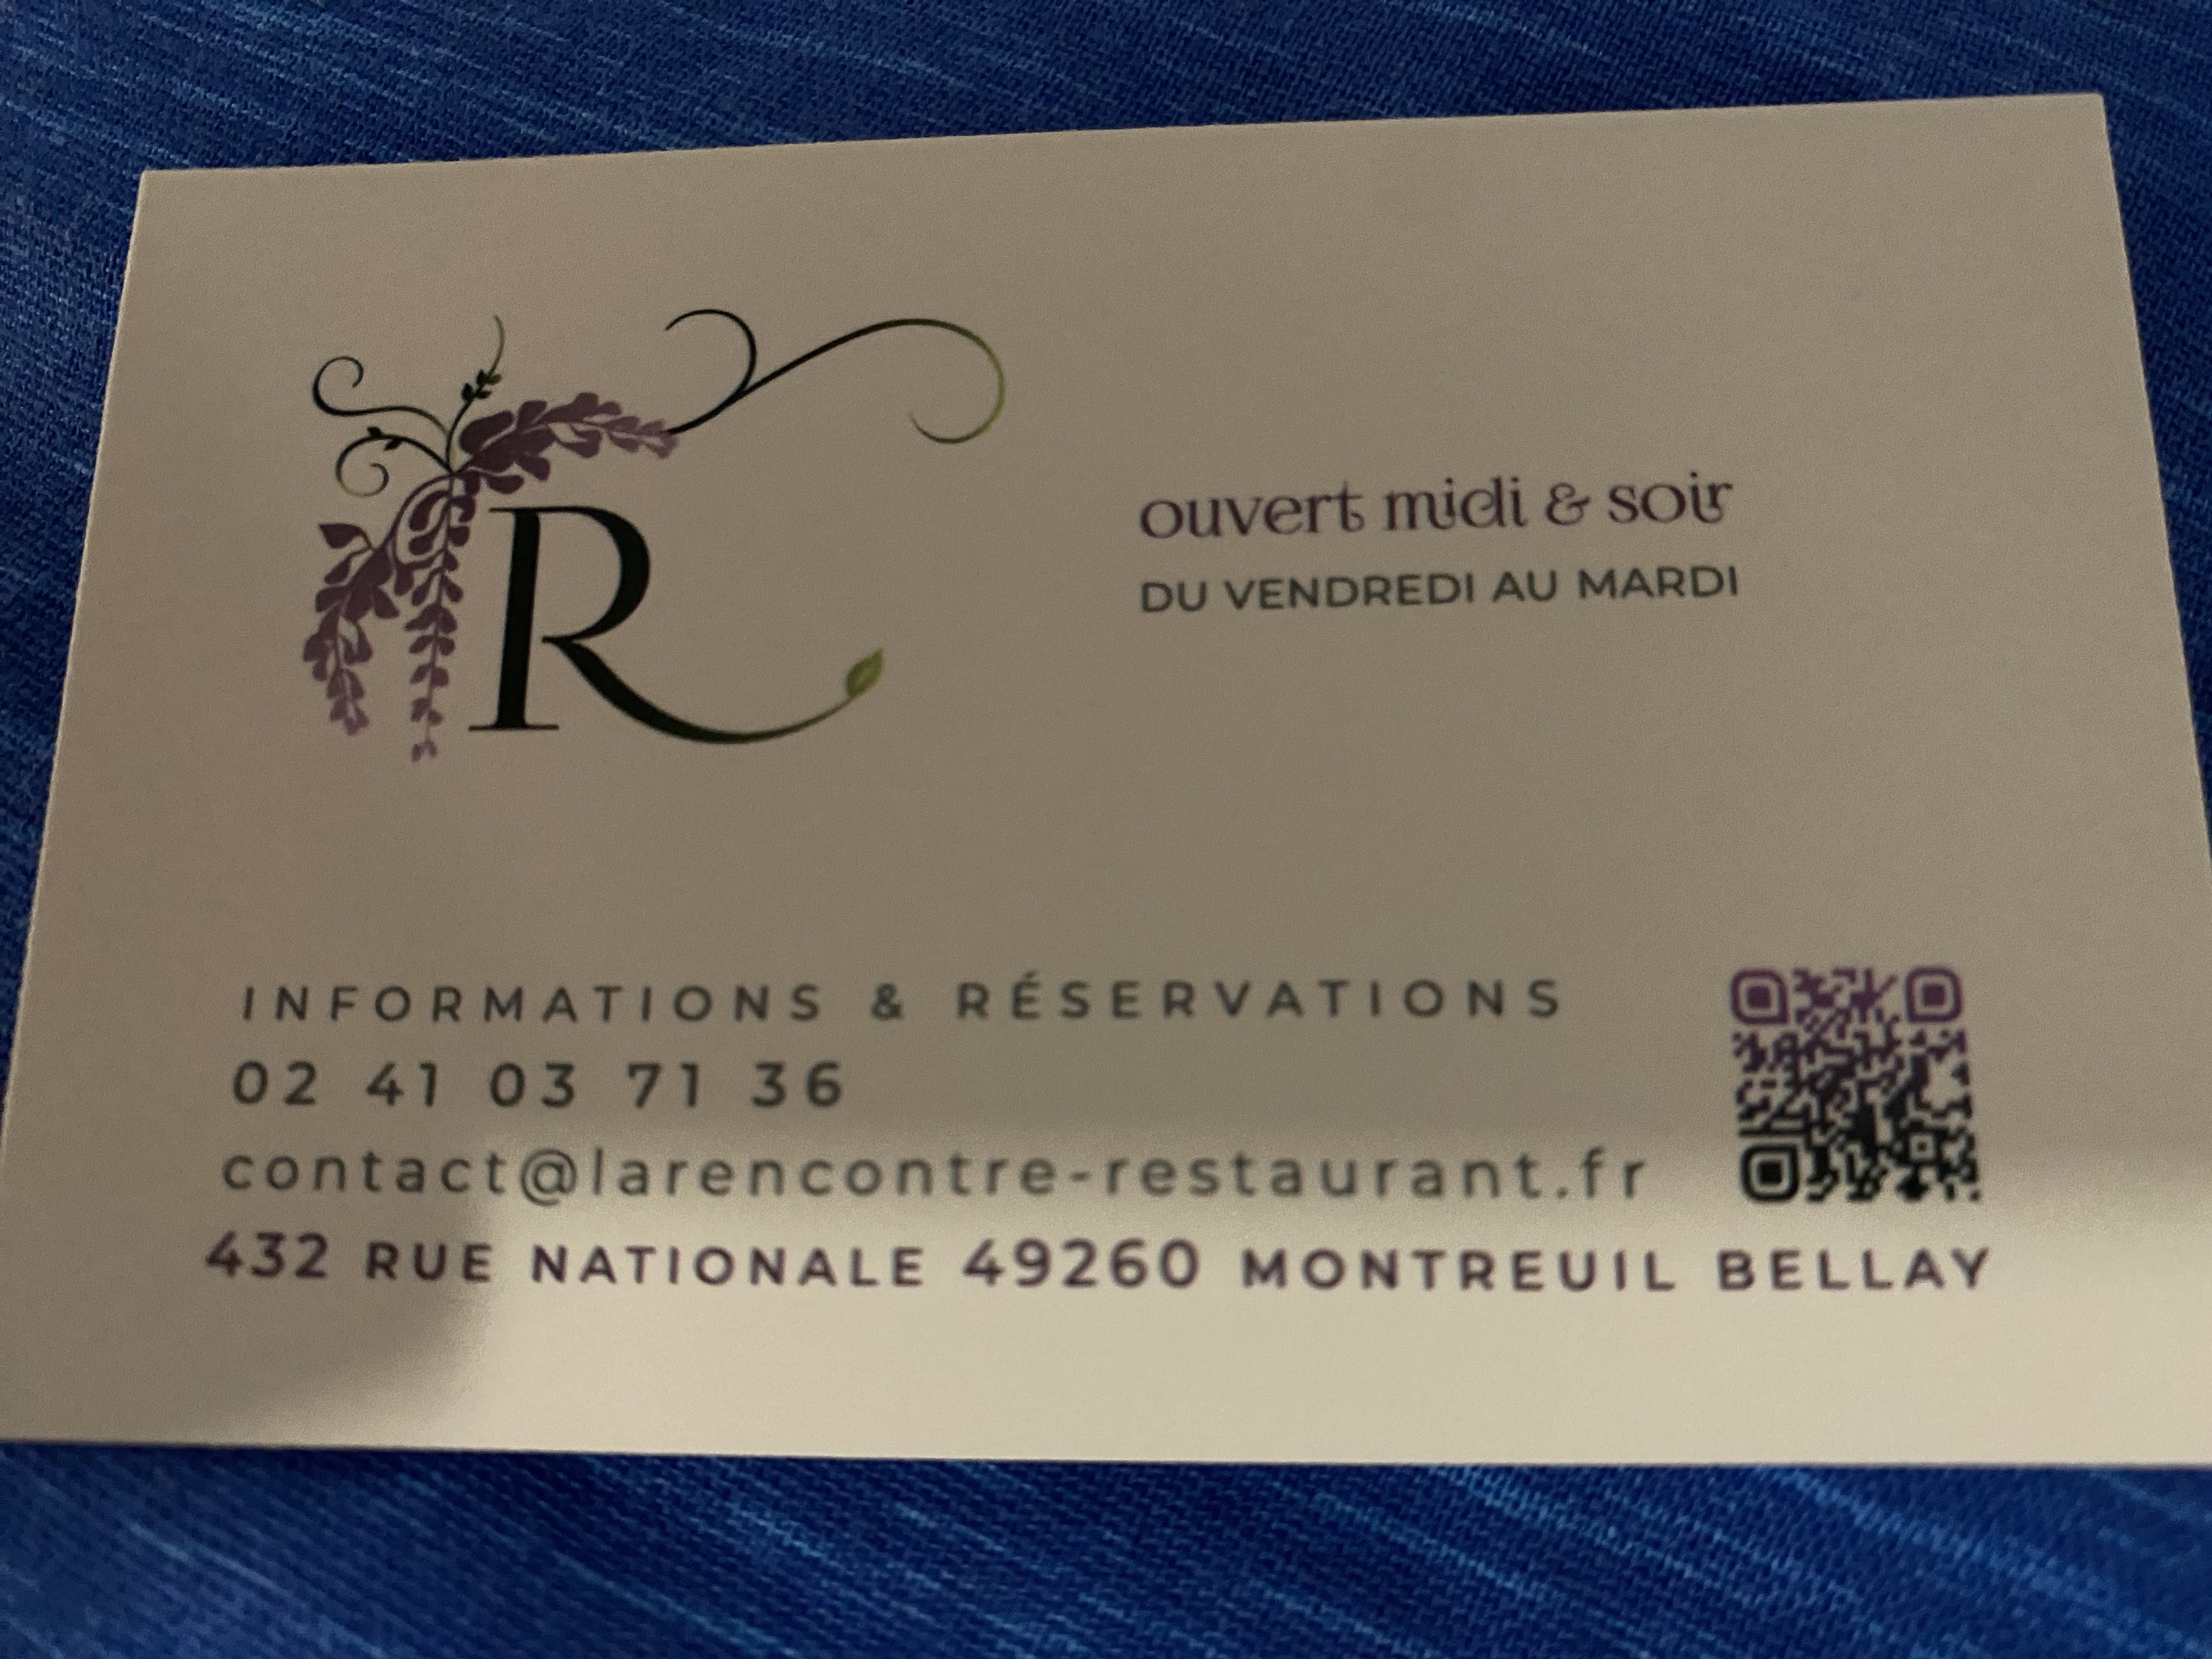 R
ouvert midi & soir
DU VENDREDI AU MARDI
INFORMATIONS & RÉSERVATIONS
02 41 03 71 36
contact@larencontre-restaurant.fr
432 RUE NATIONALE 49260 MONTREUIL BELLAY